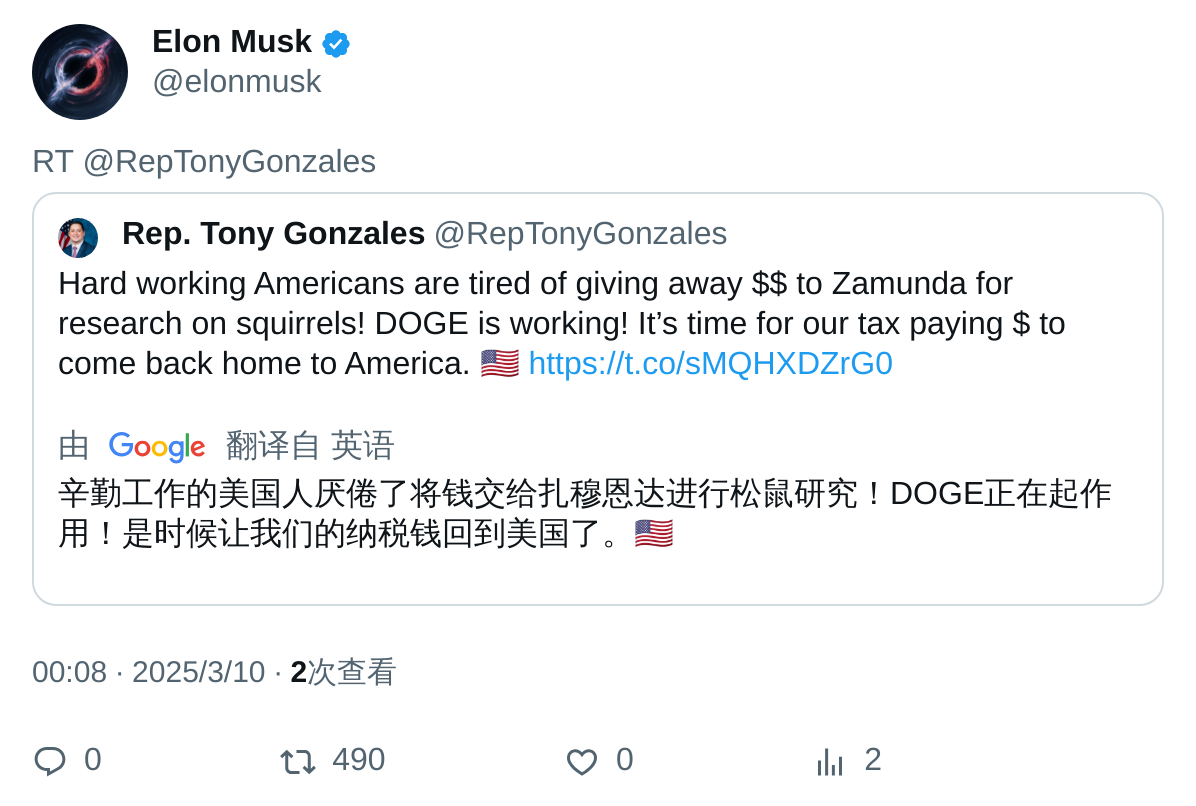 Elon Musk
@elonmusk
RT @RepTonyGonzales
Rep. Tony Gonzales @RepTonyGonzales
Hard working Americans are tired of giving away $$ to Zamunda for
research on squirrels! DOGE is working! It’s time for our tax paying $ to
come back home to America. 🇺🇸 https://t.co/sMQHXDZrG0
由 Google 翻译自 英语
辛勤工作的美国人厌倦了将钱交给扎穆恩达进行松鼠研究！DOGE正在起作
用！是时候让我们的纳税钱回到美国了。🇺🇸
00:08 · 2025/3/10 · 2次查看
0 490 0 2